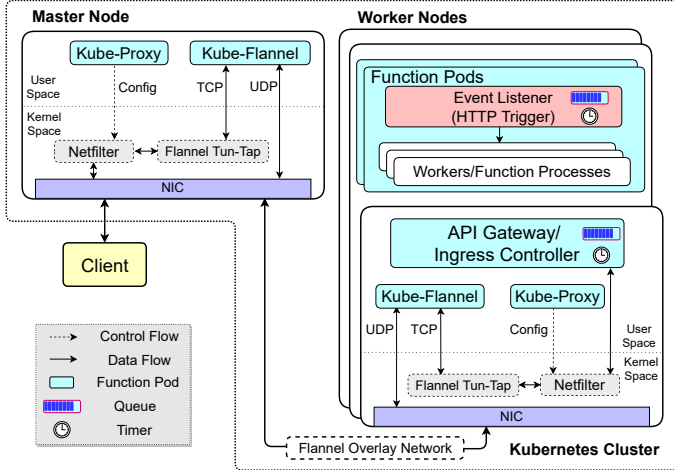 Master Node
Kube-Proxy
Kube-Flannel
User
Space
Config
TCP
UDP
Kernel
Space
Netfilter
Flannel Tun-Tap
NIC
Client
Control Flow
Data Flow
Function Pod
Queue
Timer
Worker Nodes
Function Pods
Event Listener
(HTTP Trigger)
Workers/Function Processes
API Gateway/
Ingress Controller
Kube-Flannel
Kube-Proxy
UDP
TCP
Config
User
Space
Kernel
Space
Flannel Tun-Tap
Netfilter
NIC
Flannel Overlay Network
Kubernetes Cluster